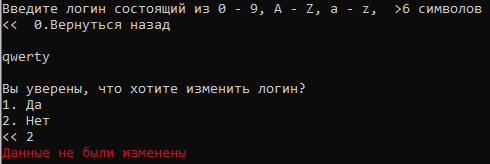 Введите логин состоящий из 0 - 9, A - Z, a - z,  >6 символов
<<  0.Вернуться назад
qwerty
Вы уверены, что хотите изменить логин?
1. Да
2. Нет
<< 2
Данные не были изменены